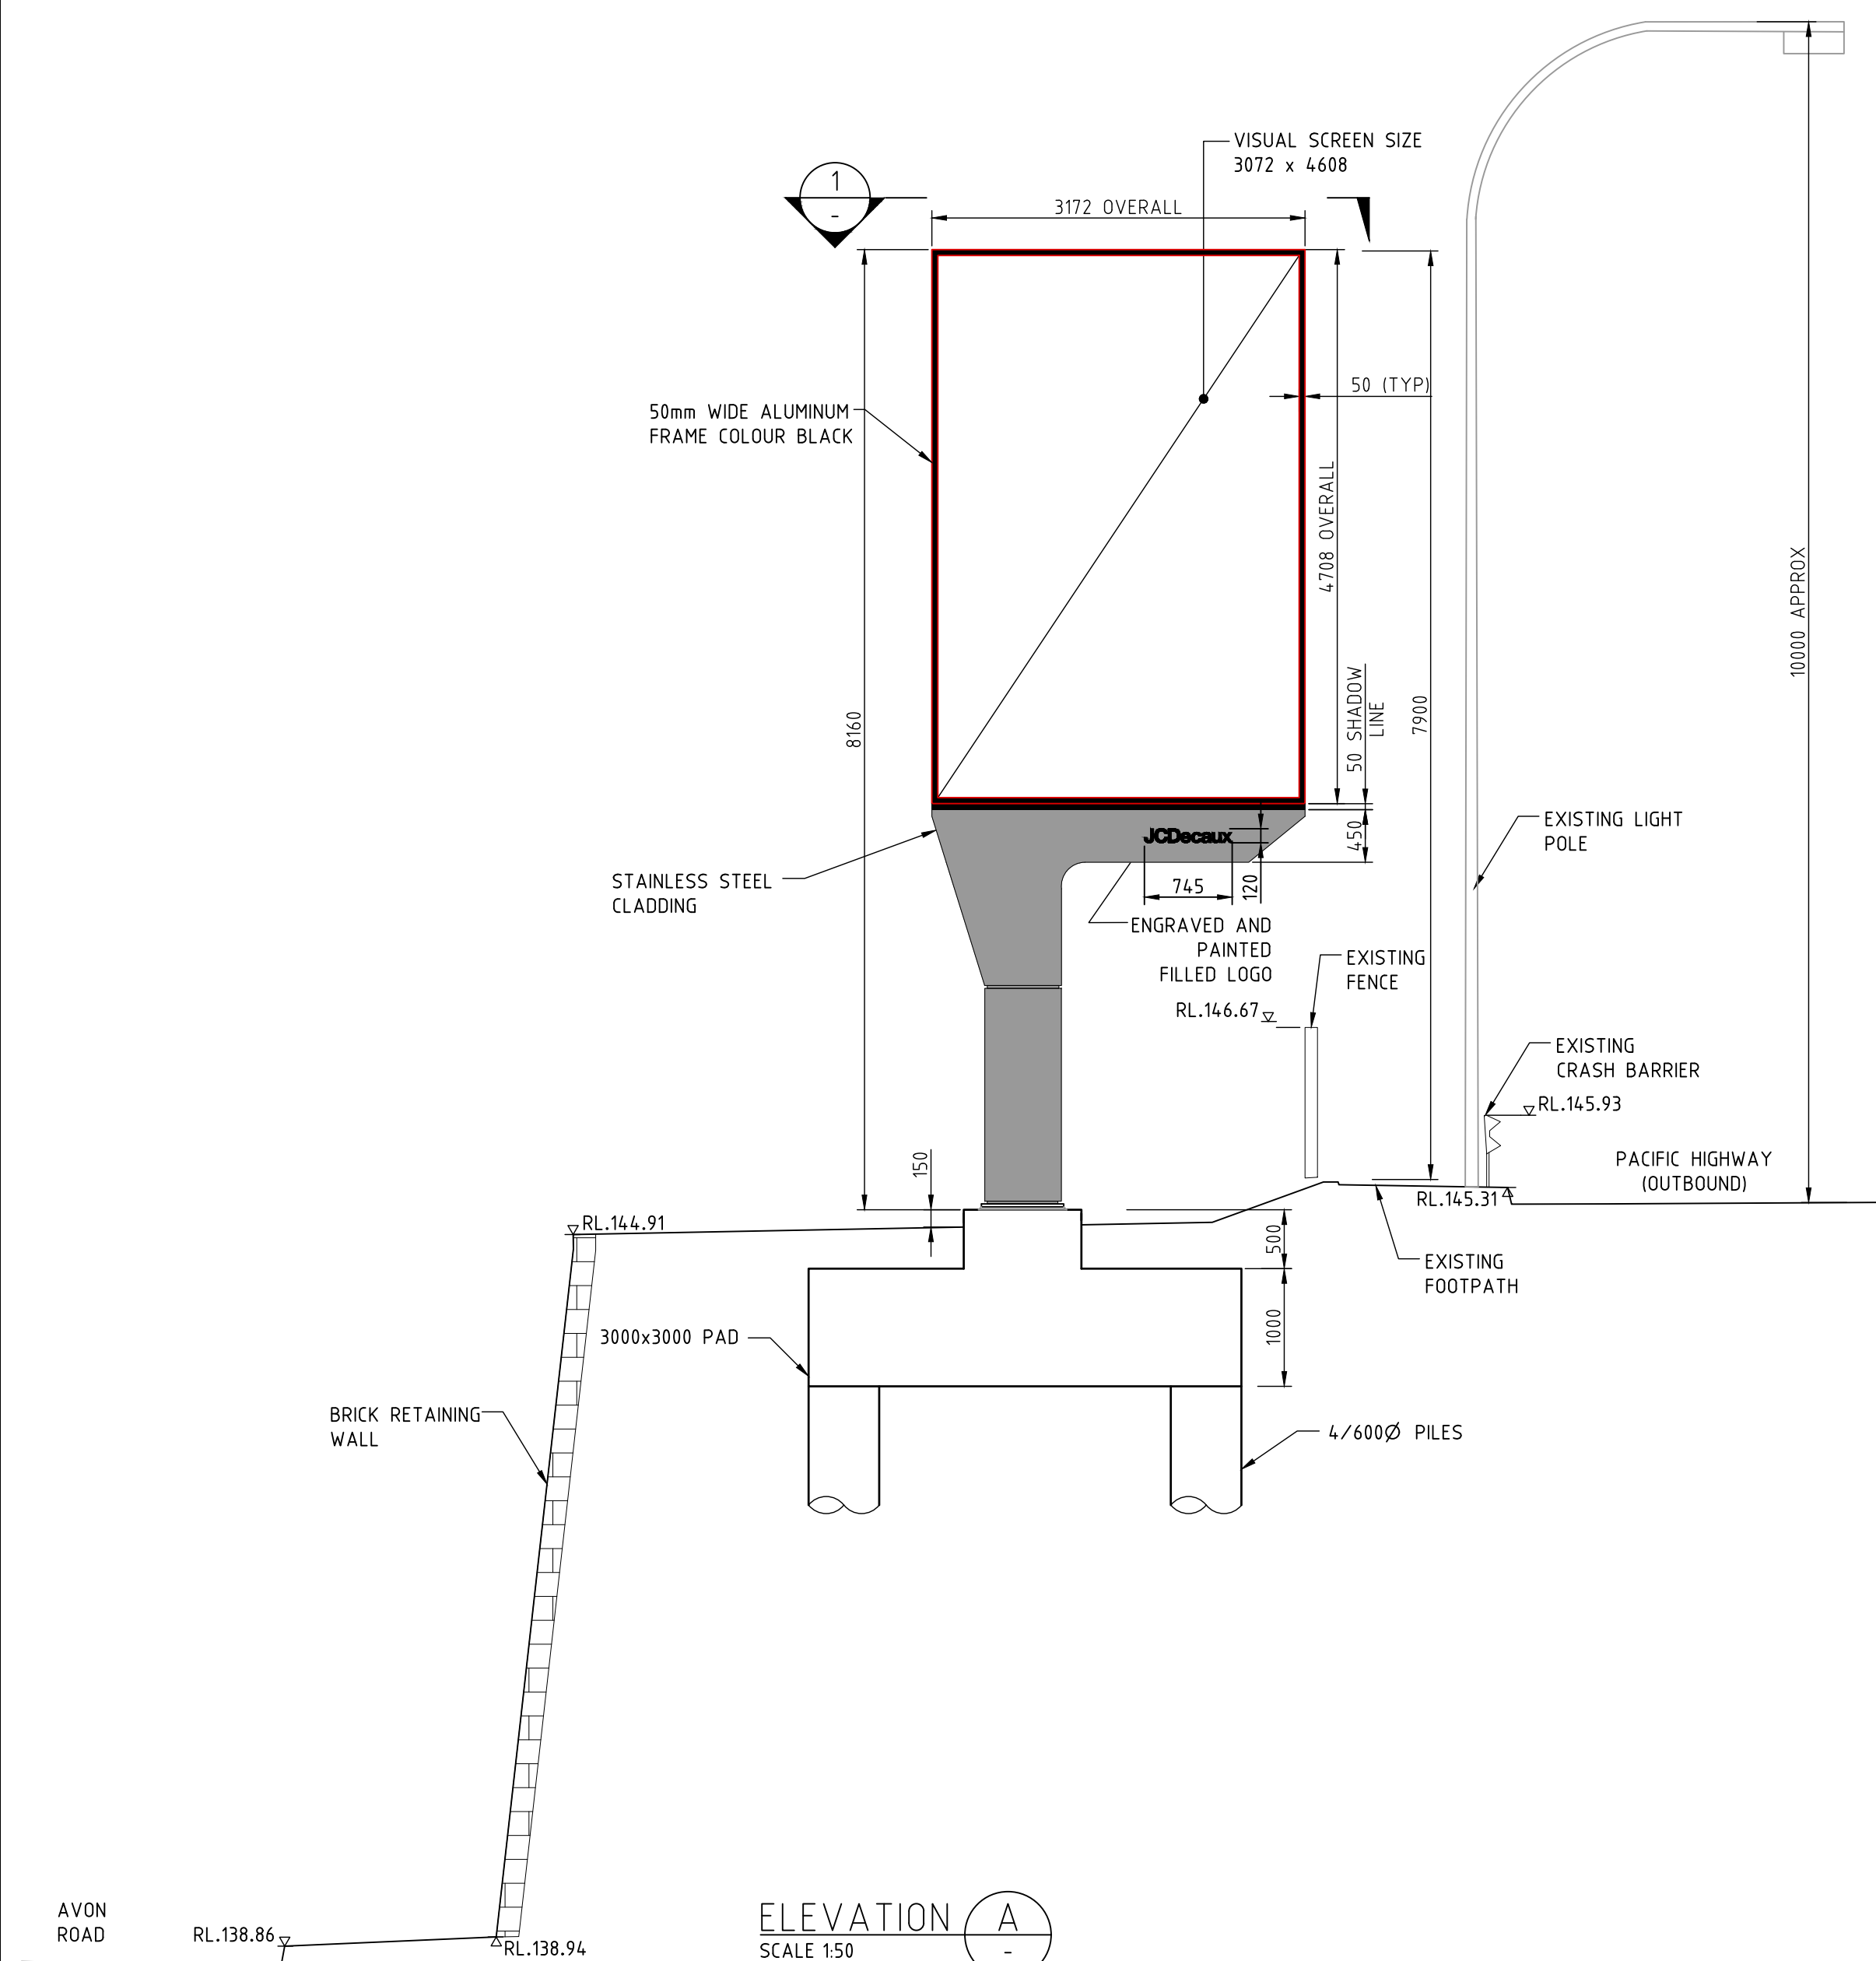 VISUAL SCREEN SIZE
3072 x 4608
1
-
3172 OVERALL
50 (TYP)
50mm WIDE ALUMINUM
FRAME COLOUR BLACK
4708 OVERALL
10000 APPROX
8160
50 SHADOW
LINE
7900
JCDecaux
450
EXISTING LIGHT
POLE
STAINLESS STEEL
CLADDING
745
120
ENGRAVED AND
PAINTED
FILLED LOGO
EXISTING
FENCE
RL.146.67
EXISTING
CRASH BARRIER
RL.145.93
150
PACIFIC HIGHWAY
(OUTBOUND)
RL.145.31
RL.144.91
500
EXISTING
FOOTPATH
3000x3000 PAD
1000
BRICK RETAINING
WALL
4/600Ø PILES
AVON
ROAD
RL.138.86
RL.138.94
ELEVATION
A
SCALE 1:50
-